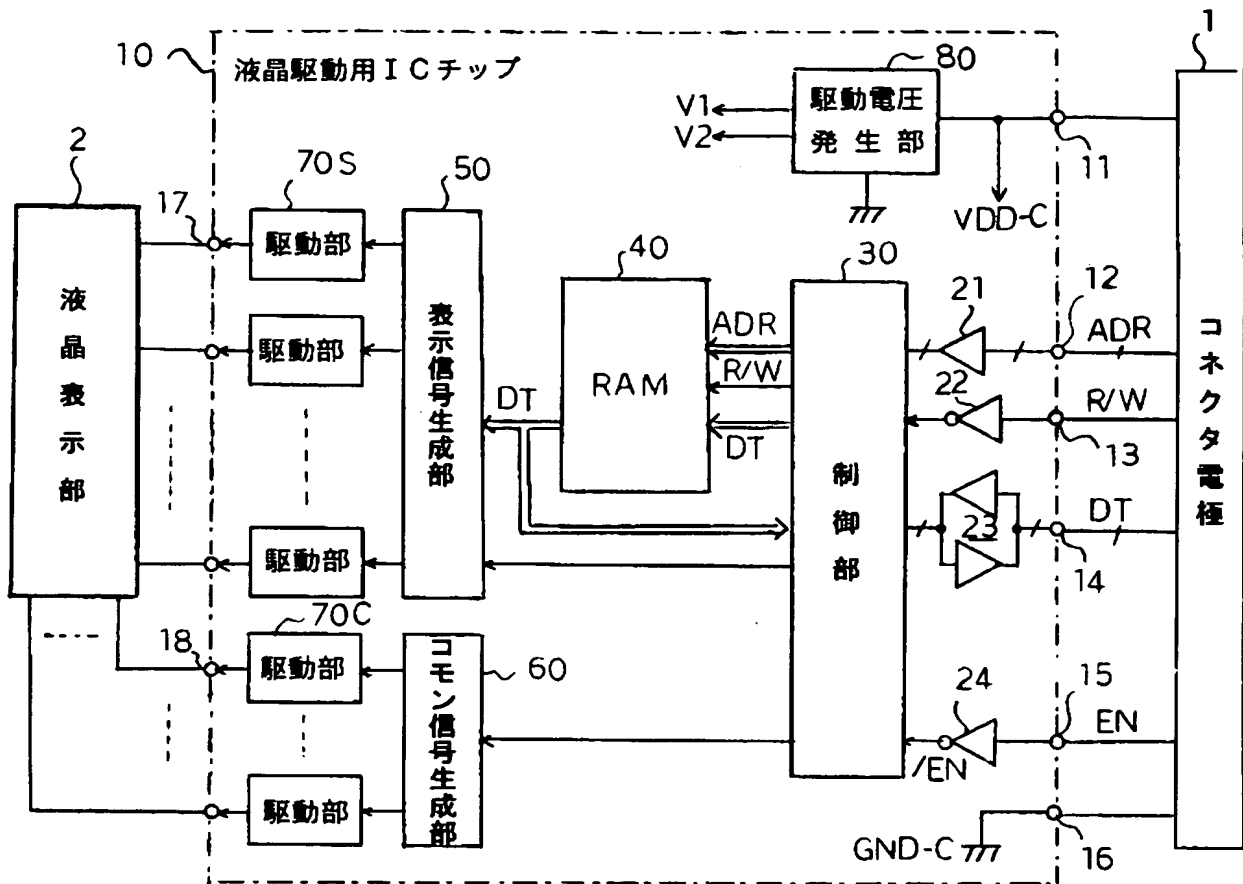 10
液晶駆動用ICチップ
80
1
駆動電圧
発生部
V1
V2
11
VDD-C
2
17
70S
50
40
30
液晶表示部
駆動部
駆動部
駆動部
表示信号生成部
RAM
ADR
R/W
DT
DT
制御部
21
12
ADR
22
R/W
13
23
DT
14
コネクタ電極
18
70C
駆動部
駆動部
コモン信号生成部
60
24
15
EN
/EN
GND-C
16